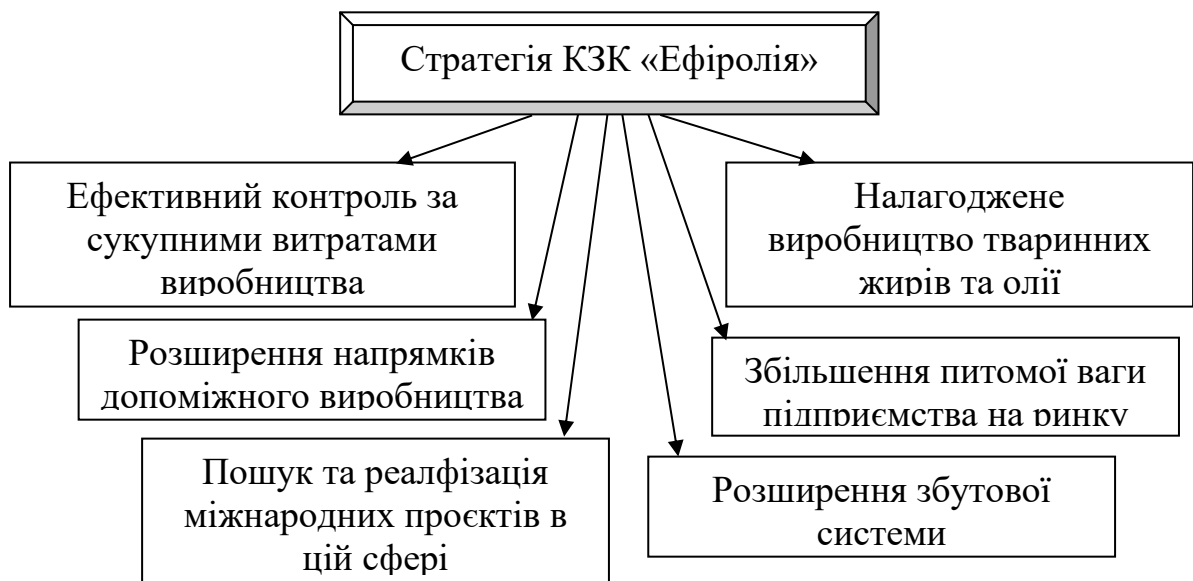 Стратегія КЗК «Ефіролія»
Ефективний контроль за
сукупними витратами
виробництва
Налагоджене
виробництво тваринних
жирів та олії
Розширення напрямків
допоміжного виробництва
Збільшення питомої ваги
підприємства на ринку
Пошук та реалфізація
міжнародних проєктів в
цій сфері
Розширення збутової
системи